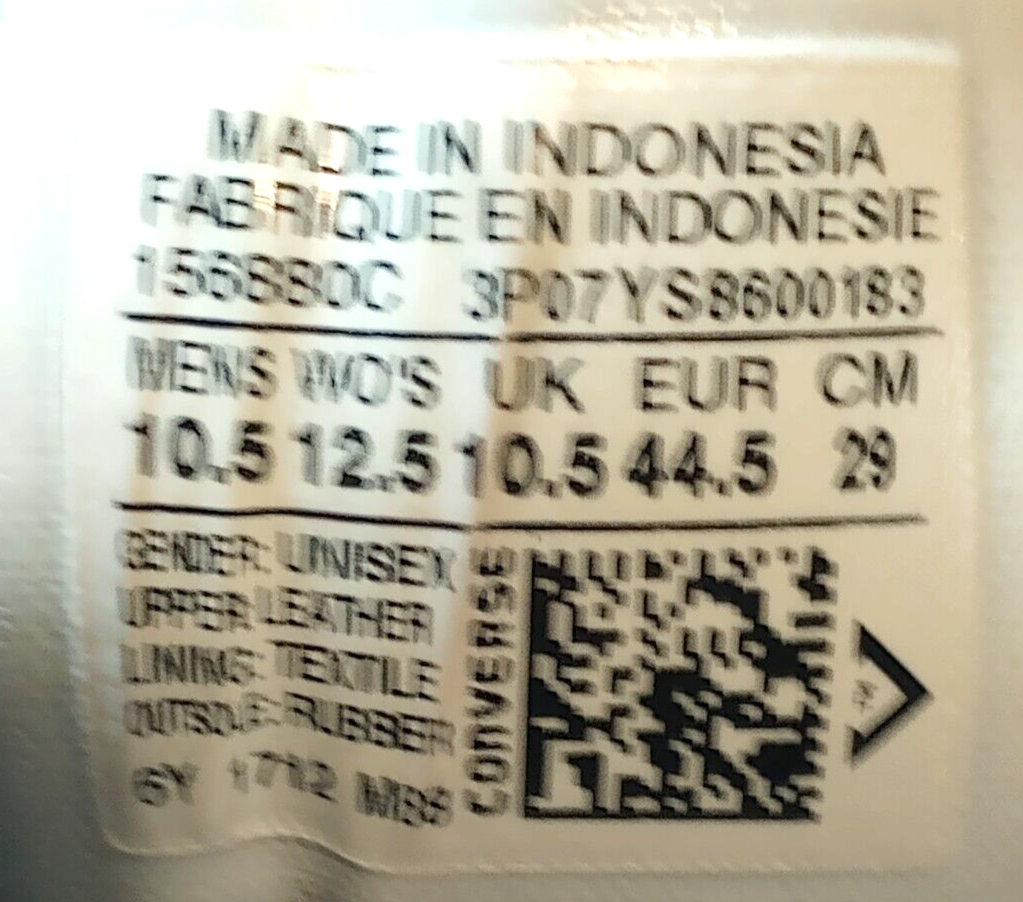 MADE IN INDONESIA
FABRIQUE EN INDONESIE
3P07YS8600183
MENS WO'S UK EUR CM
10.5 12.5 10.5 44.5 29
GENDER: UNISEX
UPPER: LEATHER
LINING: TEXTILE
OUTSOLE: RUBBER
1712
CONVERSE